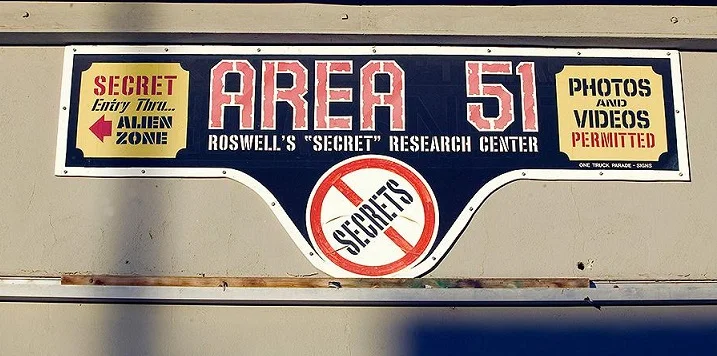 SECRET
Entry Thru...
ALIEN
ZONE
AREA 51
ROSWELL'S "SECRET" RESEARCH CENTER
PHOTOS
AND
VIDEOS
PERMITTED
ONE TRUCK PARADE - SIGNS
SECRETS